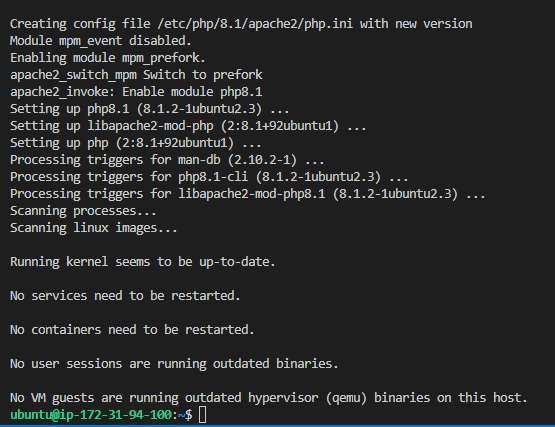 Creating config file /etc/php/8.1/apache2/php.ini with new version
Module mpm_event disabled.
Enabling module mpm_prefork.
apache2_switch_mpm Switch to prefork
apache2_invoke: Enable module php8.1
Setting up php8.1 (8.1.2-1ubuntu2.3) ...
Setting up libapache2-mod-php (2:8.1+92ubuntu1) ...
Setting up php (2:8.1+92ubuntu1) ...
Processing triggers for man-db (2.10.2-1) ...
Processing triggers for php8.1-cli (8.1.2-1ubuntu2.3) ...
Processing triggers for libapache2-mod-php8.1 (8.1.2-1ubuntu2.3) ...
Scanning processes...
Scanning linux images...
Running kernel seems to be up-to-date.
No services need to be restarted.
No containers need to be restarted.
No user sessions are running outdated binaries.
No VM guests are running outdated hypervisor (qemu) binaries on this host.
ubuntu@ip-172-31-94-100:~$